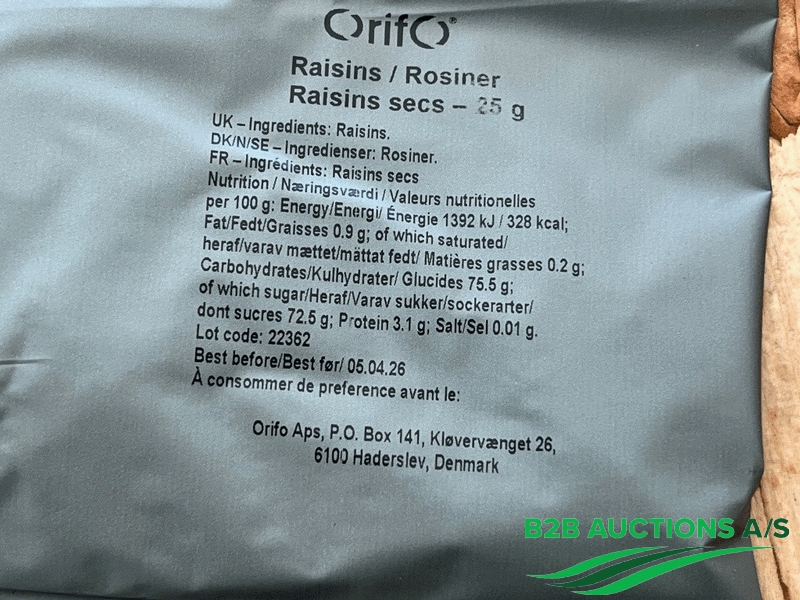 OrifO®
Raisins / Rosiner
Raisins secs – 25 g
UK – Ingredients: Raisins.
DK/N/SE – Ingredienser: Rosiner.
FR – Ingrédients: Raisins secs
Nutrition / Næringsværdi / Valeurs nutritionelles
per 100 g: Energy/Energi/ Énergie 1392 kJ / 328 kcal;
Fat/Fedt/Graisses 0.9 g; of which saturated/
heraf/varav mættet/mättat fedt/ Matières grasses 0.2 g;
Carbohydrates/Kulhydrater/ Glucides 75.5 g;
of which sugar/Heraf/Varav sukker/sockerarter/
dont sucres 72.5 g; Protein 3.1 g; Salt/Sel 0.01 g.
Lot code: 22362
Best before/Best før/ 05.04.26
À consommer de preference avant le:
Orifo Aps, P.O. Box 141, Kløvervænget 26,
6100 Haderslev, Denmark
B2B AUCTIONS A/S